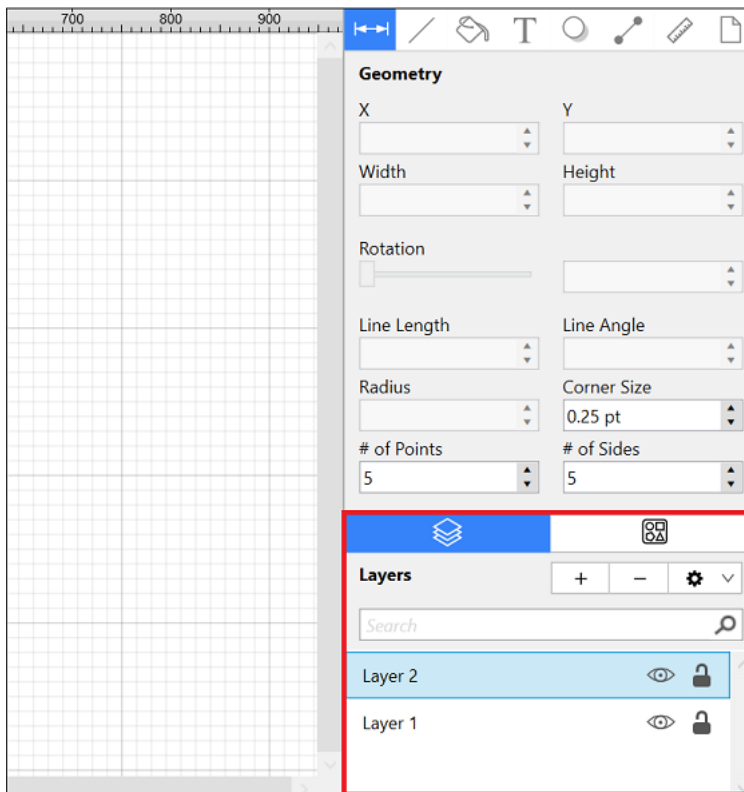 700 800 900
T
Geometry
X Y
Width Height
Rotation
Line Length Line Angle
Radius Corner Size
0.25 pt
# of Points # of Sides
5 5
Layers + −
Search
Layer 2
Layer 1